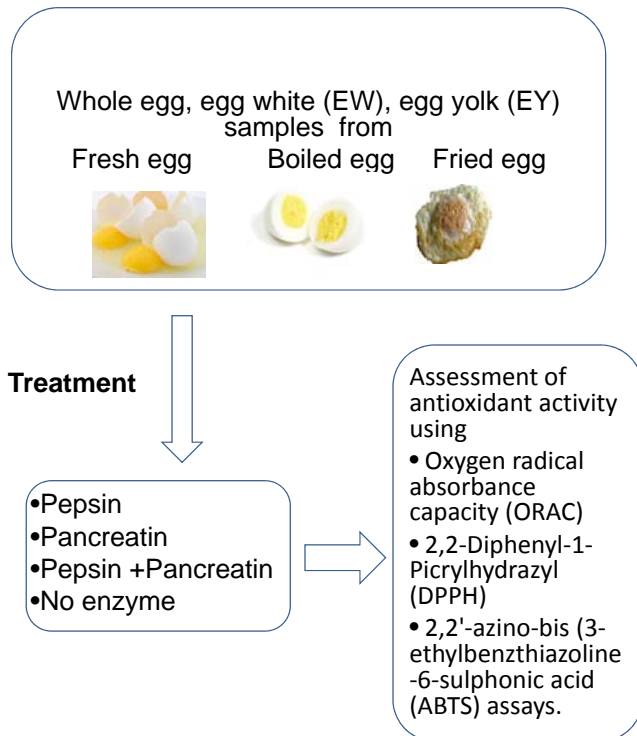 Whole egg, egg white (EW), egg yolk (EY)
samples from
Fresh egg Boiled egg Fried egg
Treatment
•Pepsin
•Pancreatin
•Pepsin +Pancreatin
•No enzyme
Assessment of
antioxidant activity
using
• Oxygen radical
absorbance
capacity (ORAC)
• 2,2-Diphenyl-1-
Picrylhydrazyl
(DPPH)
• 2,2'-azino-bis (3-
ethylbenzthiazoline
-6-sulphonic acid
(ABTS) assays.